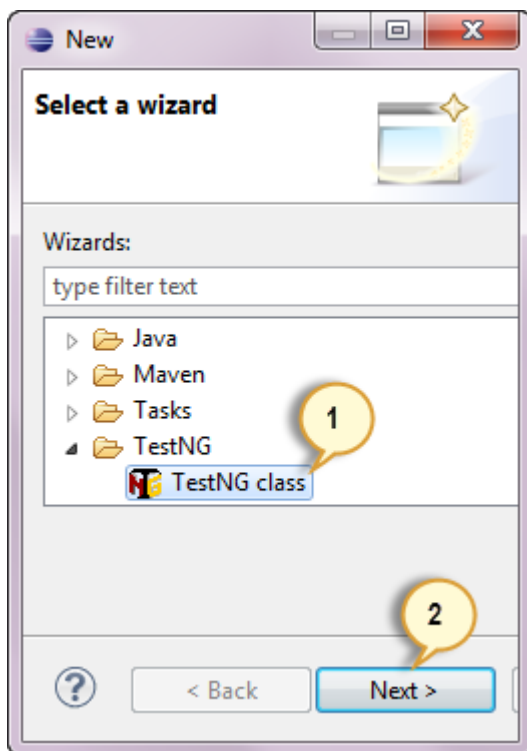 New
Select a wizard
Wizards:
type filter text
Java
Maven
Tasks
1
TestNG
TestNG class
2
? < Back Next >